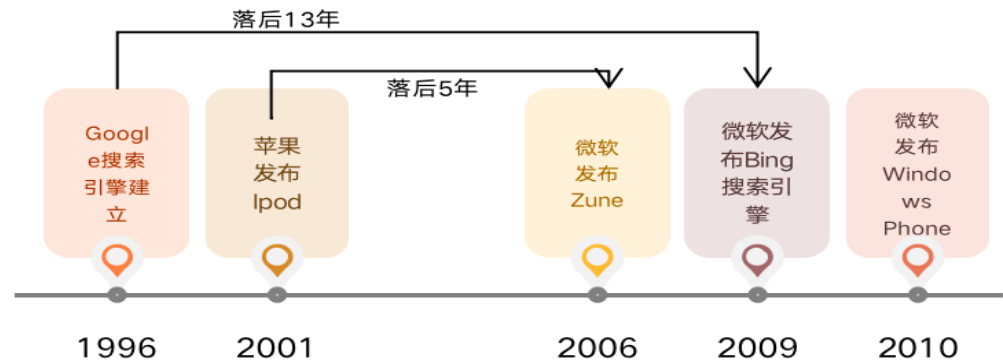 落后13年
落后5年
Googl
e搜索
引擎建
立
苹果
发布
Ipod
微软
发布
Zune
微软发
布Bing
搜索引
擎
微软
发布
Windo
ws
Phone
1996
2001
2006
2009
2010